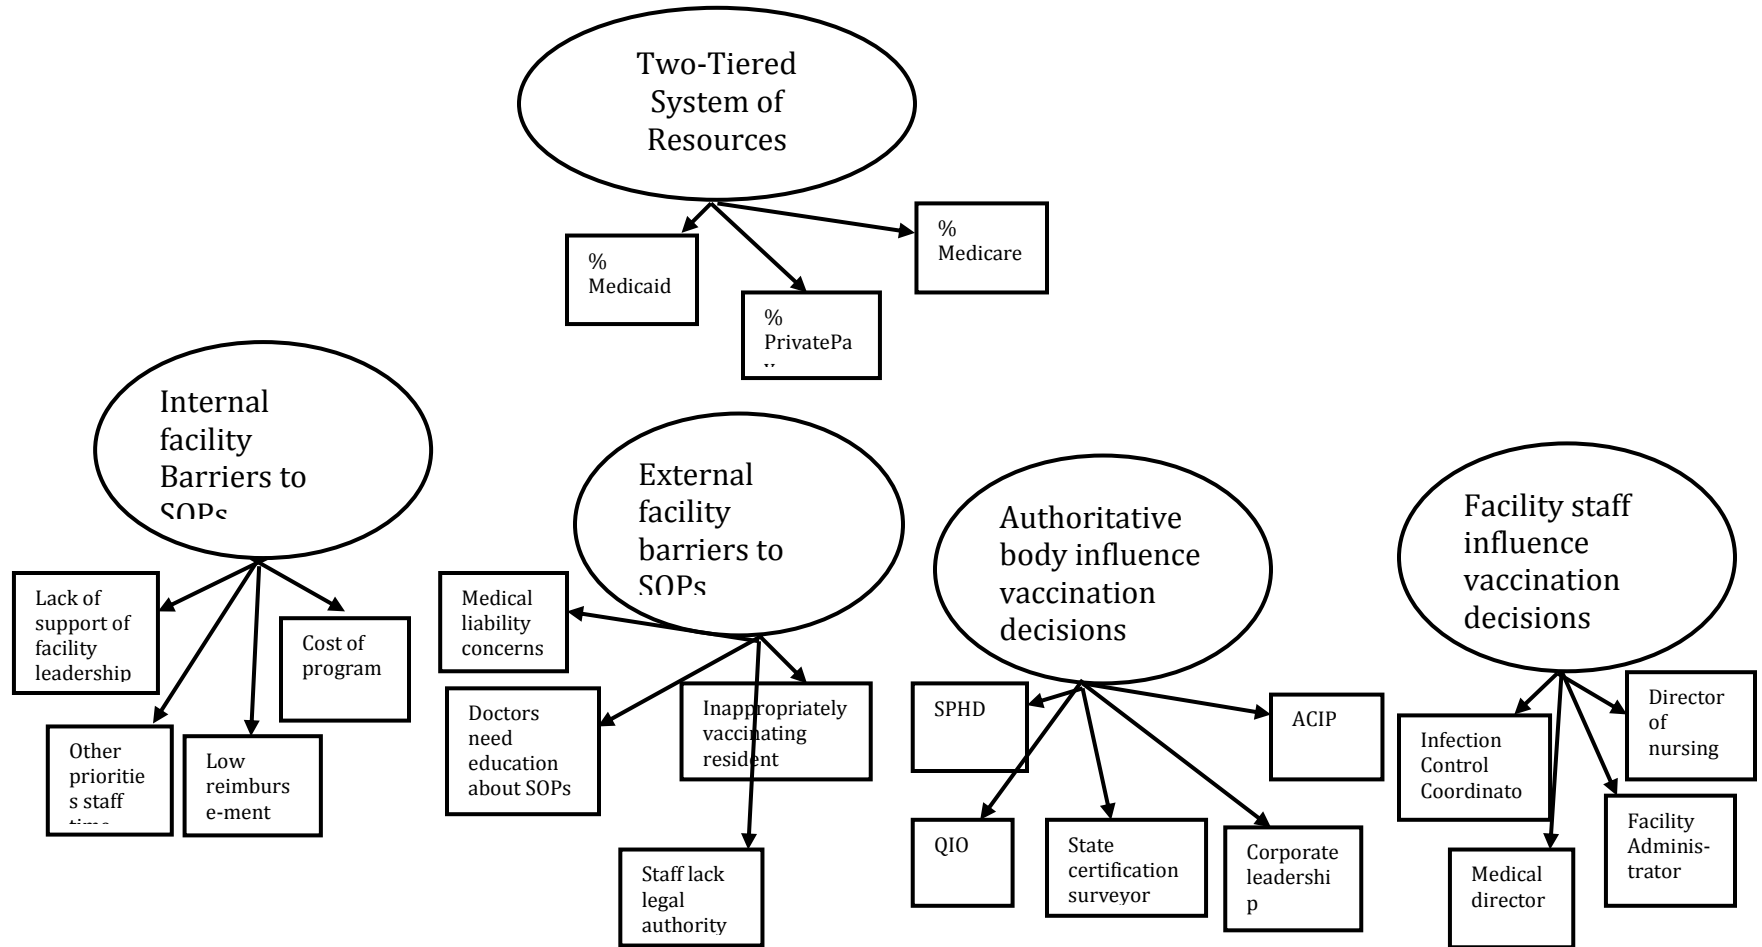 Two-Tiered
System of
Resources
%
Medicaid
%
PrivatePa
%
Medicare
Internal
facility
Barriers to
SOPs
Lack of
support of
facility
leadership
Other
prioritie
s staff
time
Low
reimburs
e-ment
Cost of
program
External
facility
barriers to
SOPs
Medical
liability
concerns
Doctors
need
education
about SOPs
Inappropriately
vaccinating
resident
Staff lack
legal
authority
Authoritative
body influence
vaccination
decisions
SPHD
QIO
State
certification
surveyor
Corporate
leadershi
p
ACIP
Facility staff
influence
vaccination
decisions
Infection
Control
Coordinato
Medical
director
Facility
Adminis-
trator
Director
of
nursing